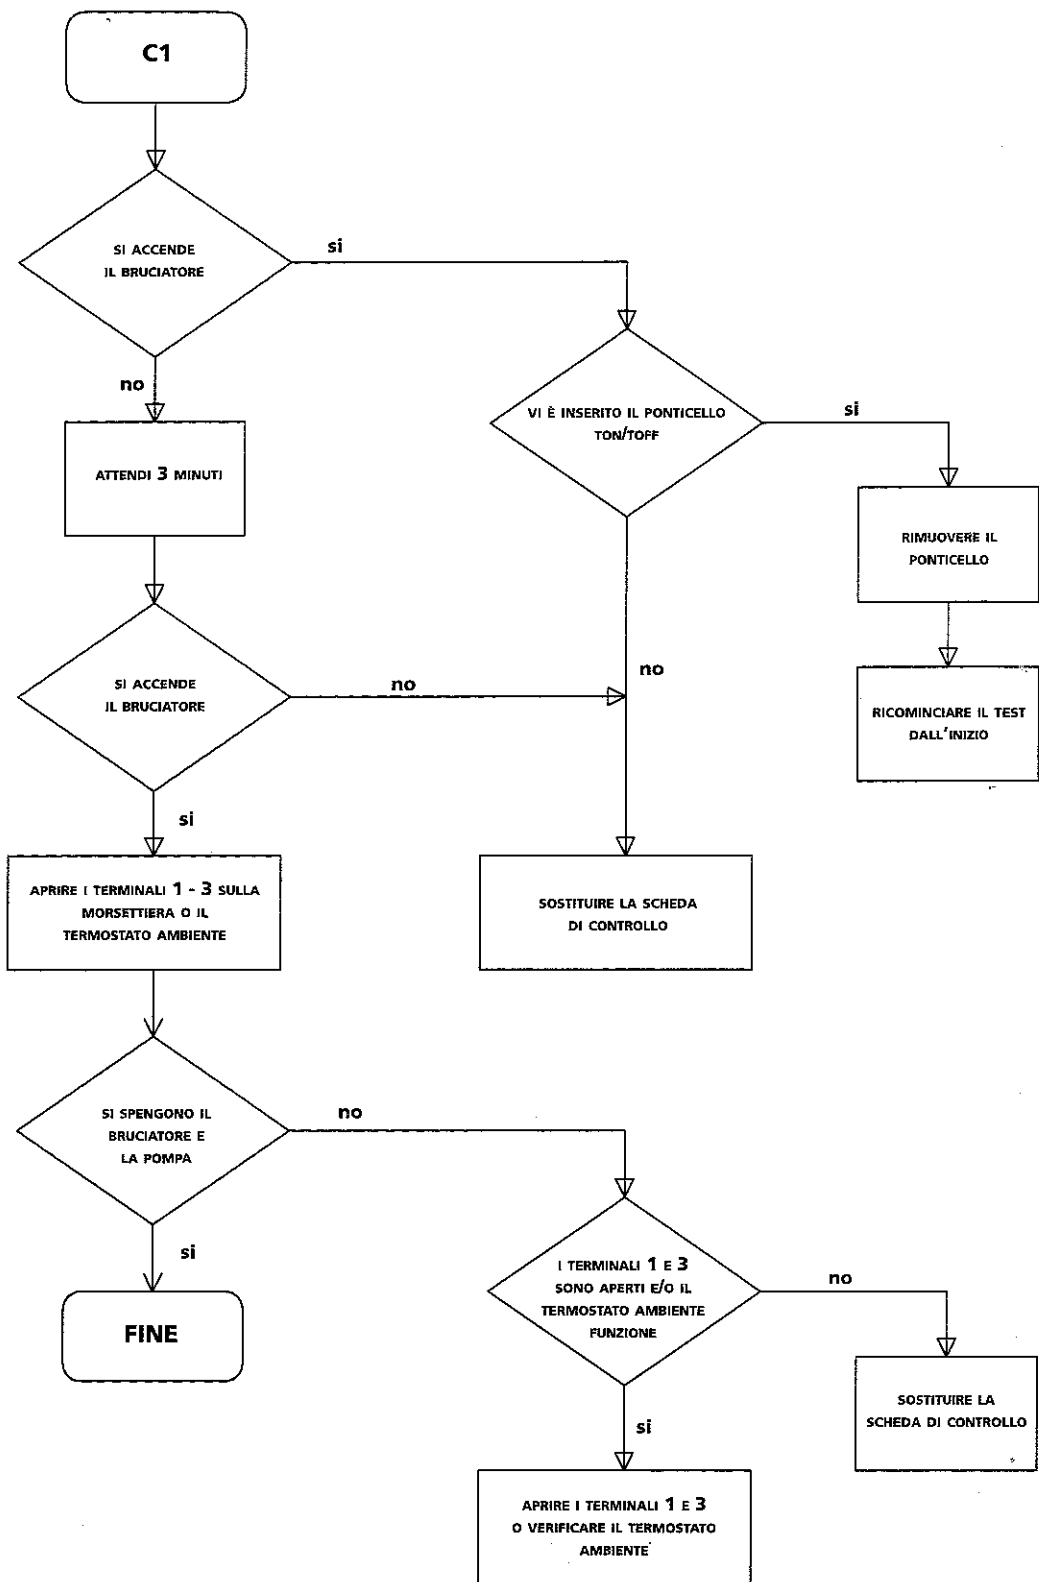 C1
SI ACCENDE
IL BRUCIATORE
si
no
VI È INSERITO IL PONTICELLO
TON/TOFF
si
ATTENDI 3 MINUTI
RIMUOVERE IL
PONTICELLO
no
SI ACCENDE
IL BRUCIATORE
no
RICOMINCIARE IL TEST
DALL'INIZIO
si
APRIRE I TERMINALI 1 - 3 SULLA
MORSETTIERA O IL
TERMOSTATO AMBIENTE
SOSTITUIRE LA SCHEDA
DI CONTROLLO
SI SPENGONO IL
BRUCIATORE E
LA POMPA
no
si
FINE
I TERMINALI 1 E 3
SONO APERTI E/O IL
TERMOSTATO AMBIENTE
FUNZIONE
no
si
SOSTITUIRE LA
SCHEDA DI CONTROLLO
APRIRE I TERMINALI 1 E 3
O VERIFICARE IL TERMOSTATO
AMBIENTE